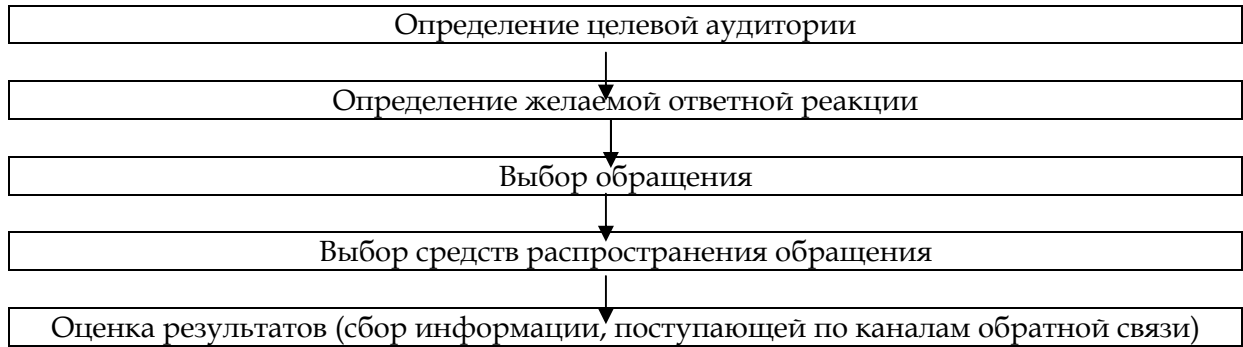 Определение целевой аудитории
Определение желаемой ответной реакции
Выбор обращения
Выбор средств распространения обращения
Оценка результатов (сбор информации, поступающей по каналам обратной связи)